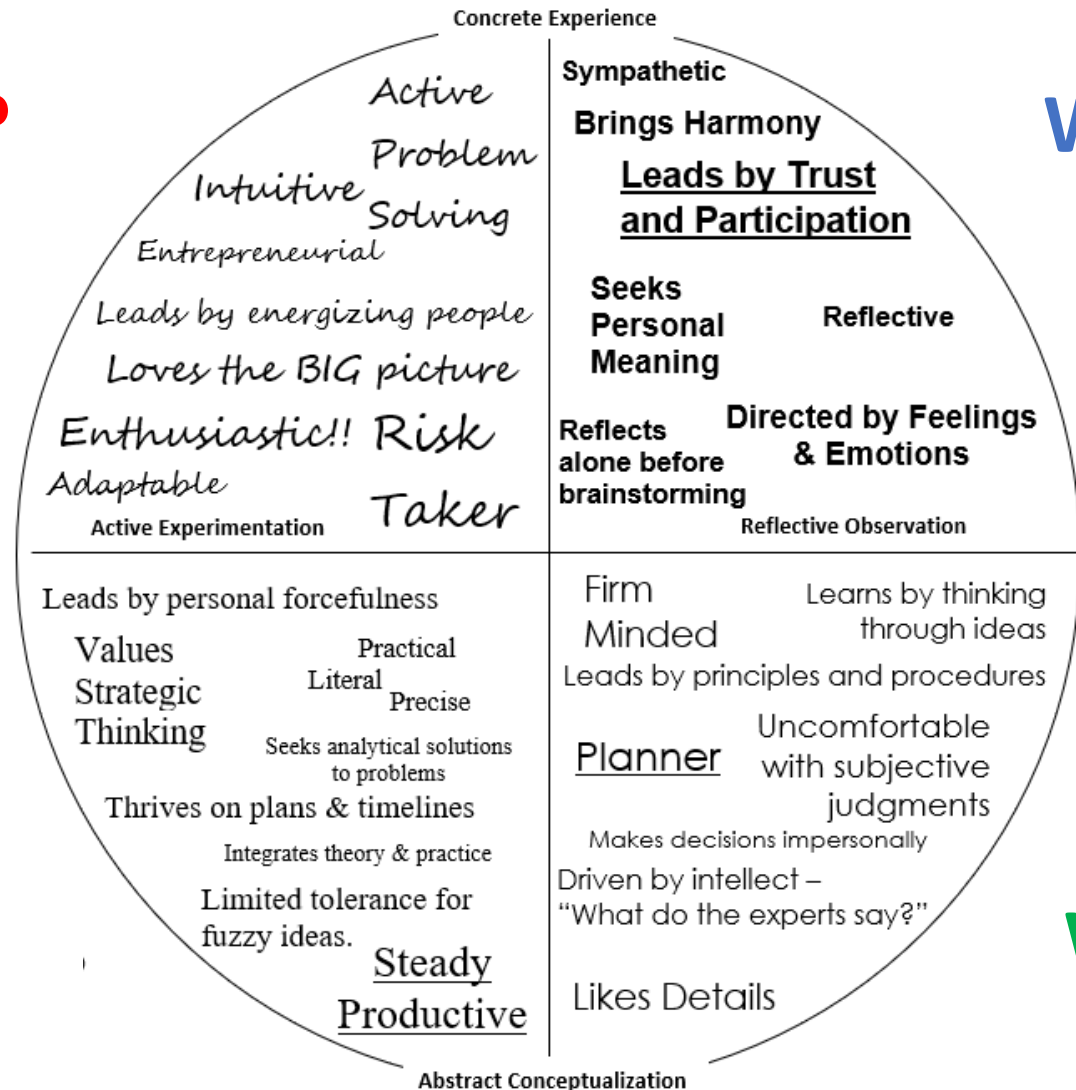 Concrete Experience
Active
Problem
Solving
Intuitive
Entrepreneurial
Leads by energizing people
Loves the BIG picture
Enthusiastic!!
Risk
Taker
Adaptable
Active Experimentation
Sympathetic
Brings Harmony
Leads by Trust
and Participation
Seeks
Personal
Meaning
Reflective
Reflects
alone before
brainstorming
Directed by Feelings
& Emotions
Reflective Observation
Leads by personal forcefulness
Values
Strategic
Thinking
Practical
Literal
Precise
Seeks analytical solutions
to problems
Thrives on plans & timelines
Integrates theory & practice
Limited tolerance for
fuzzy ideas.
Steady
Productive
Firm
Minded
Learns by thinking
through ideas
Leads by principles and procedures
Planner
Uncomfortable
with subjective
judgments
Makes decisions impersonally
Driven by intellect –
“What do the experts say?”
Likes Details
Abstract Conceptualization